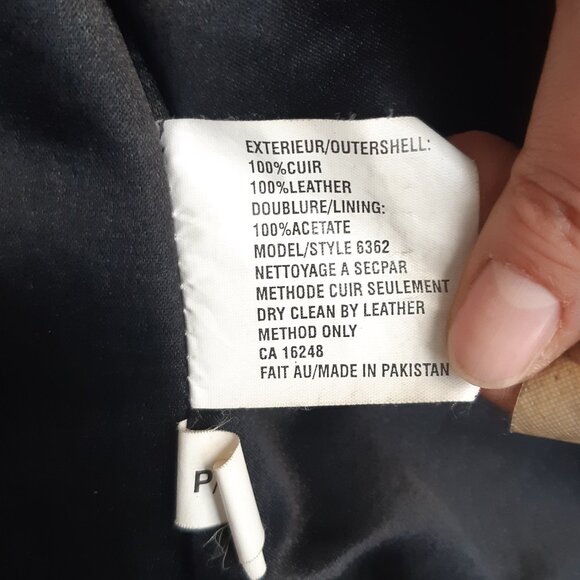 EXTERIEUR/OUTERSHELL:
100%CUIR
100%LEATHER
DOUBLURE/LINING:
100%ACETATE
MODEL/STYLE 6362
NETTOYAGE A SECPAR
METHODE CUIR SEULEMENT
DRY CLEAN BY LEATHER
METHOD ONLY
CA 16248
FAIT AU/MADE IN PAKISTAN